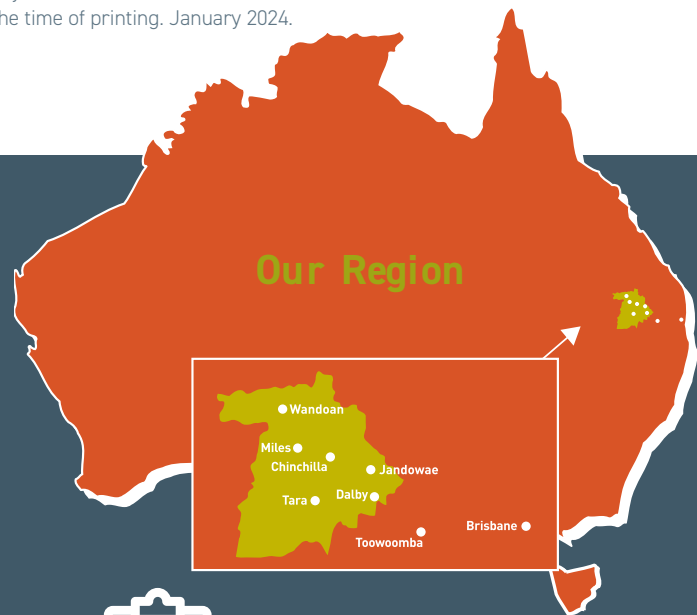 he time of printing. January 2024.
Our Region
Wandoan
Miles
Chinchilla
Jandowae
Tara
Dalby
Brisbane
Toowoomba